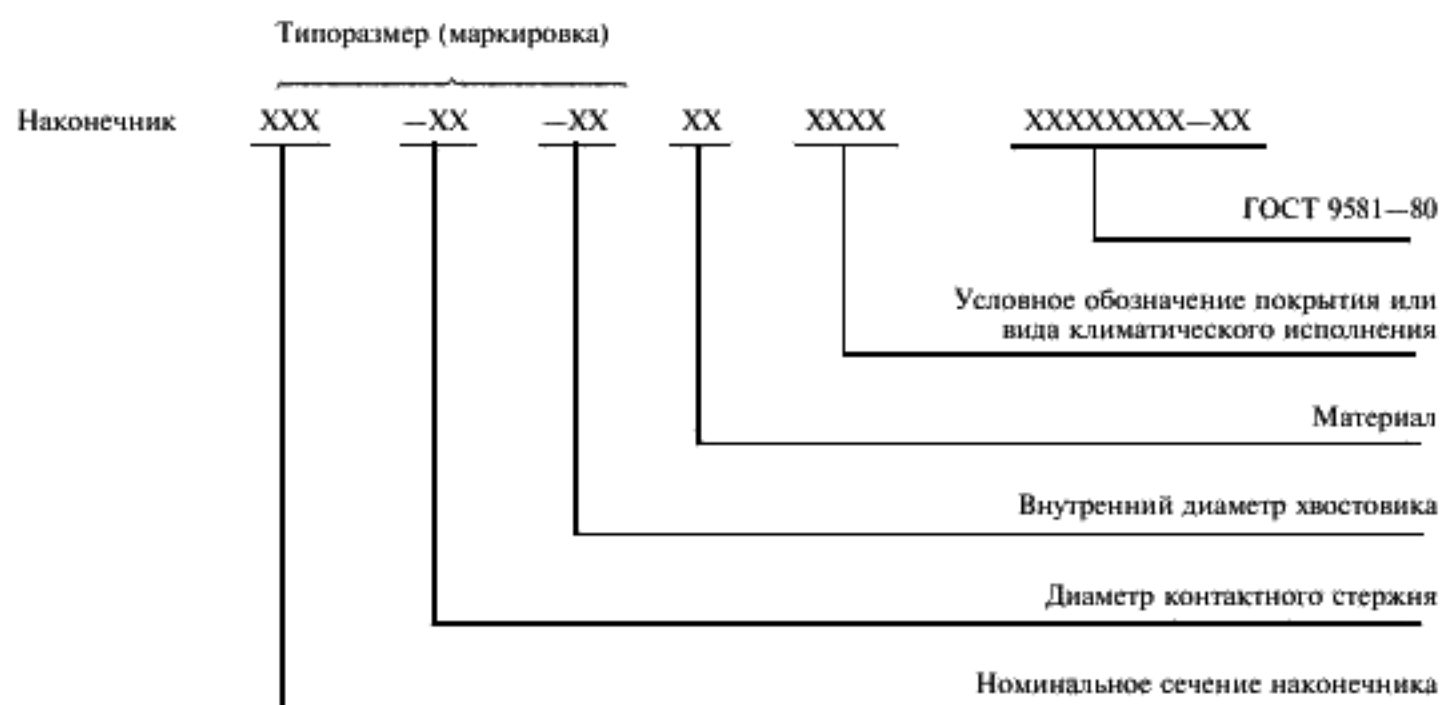 Типоразмер (маркировка)
Наконечник XXX –XX –XX XX XXXX XXXXXXXX–XX
ГОСТ 9581–80
Условное обозначение покрытия или
вида климатического исполнения
Материал
Внутренний диаметр хвостовика
Диаметр контактного стержня
Номинальное сечение наконечника